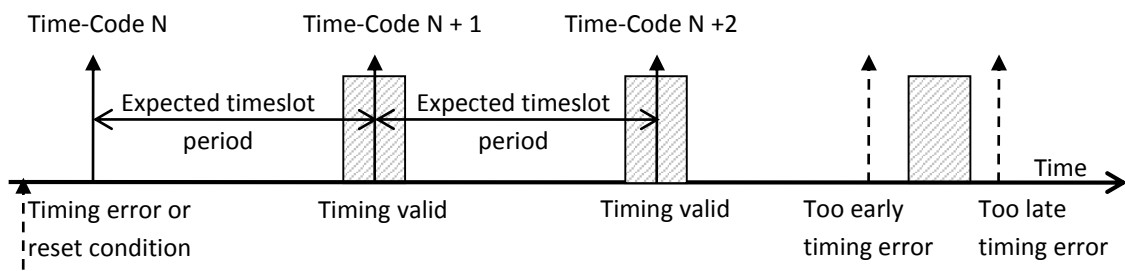 Time-Code N
Time-Code N + 1
Time-Code N +2
Expected timeslot
period
Expected timeslot
period
Time
Timing error or
reset condition
Timing valid
Timing valid
Too early
timing error
Too late
timing error